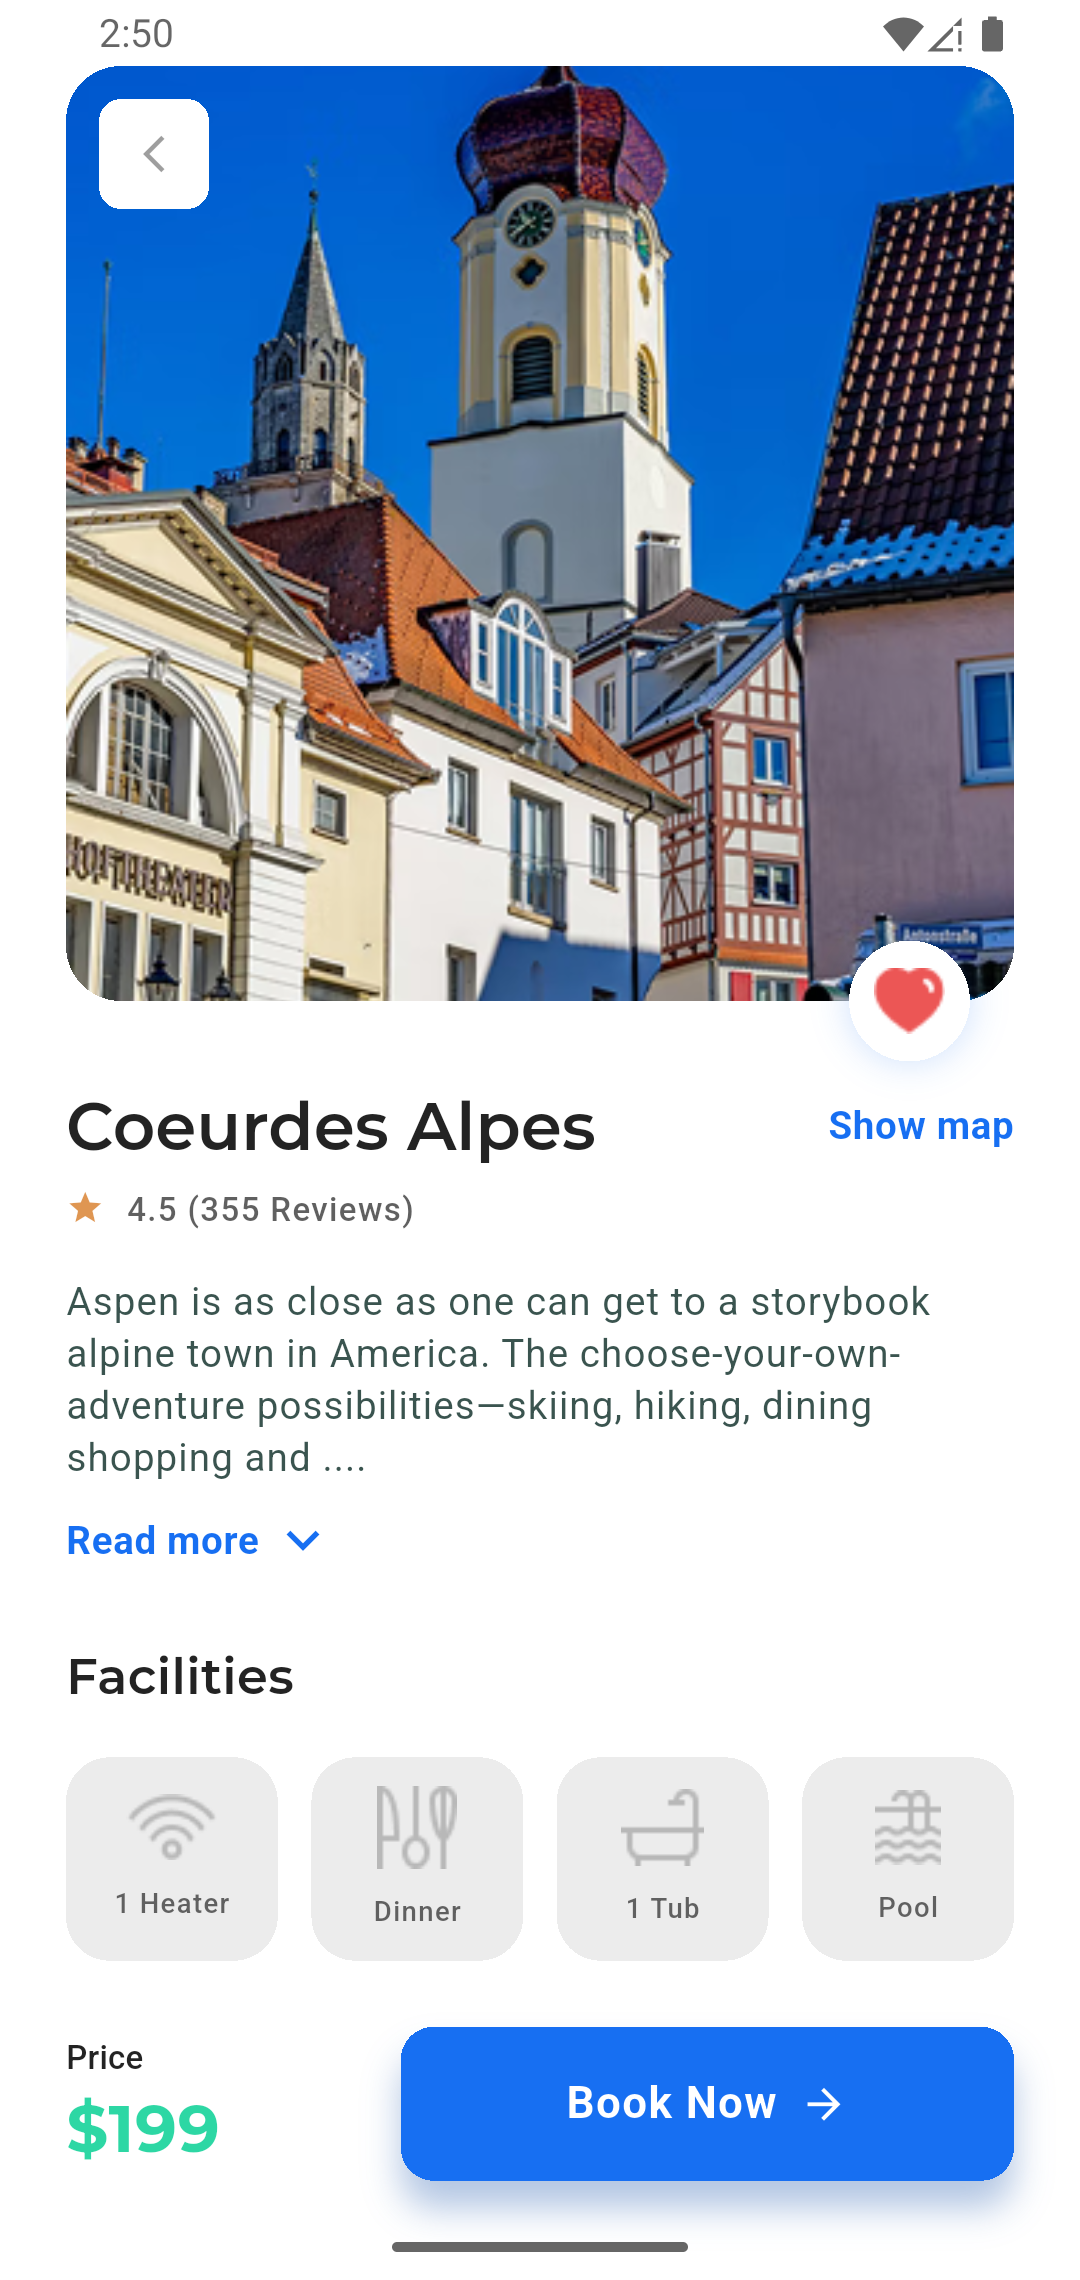 2:50
HOFTHEATER
Antonstraße
Coeurdes Alpes
Show map
4.5 (355 Reviews)
Aspen is as close as one can get to a storybook
alpine town in America. The choose-your-own-
adventure possibilities—skiing, hiking, dining
shopping and ....
Read more
Facilities
1 Heater
Dinner
1 Tub
Pool
Price
$199
Book Now